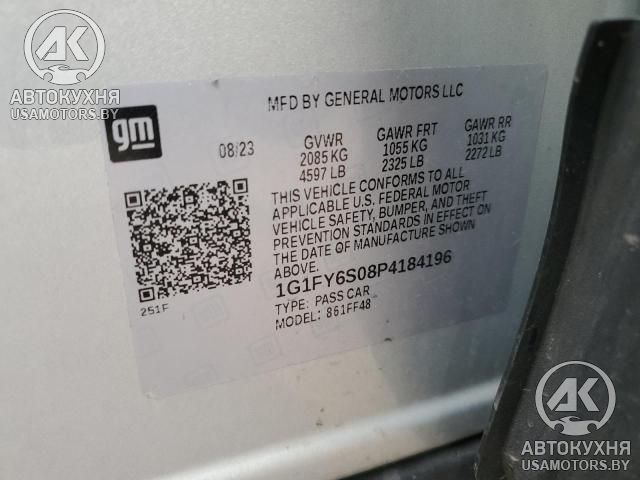 АВТОКУХНЯ
USAMOTORS.BY
gm
MFD BY GENERAL MOTORS LLC
08/23
GVWR GAWR FRT GAWR RR
2085 KG 1055 KG 1031 KG
4597 LB 2325 LB 2272 LB
THIS VEHICLE CONFORMS TO ALL
APPLICABLE U.S. FEDERAL MOTOR
VEHICLE SAFETY, BUMPER, AND THEFT
PREVENTION STANDARDS IN EFFECT ON
THE DATE OF MANUFACTURE SHOWN
ABOVE.
1G1FY6S08P4184196
TYPE: PASS CAR
MODEL: 861FF48
251F
АК
АВТОКУХНЯ
USAMOTORS.BY